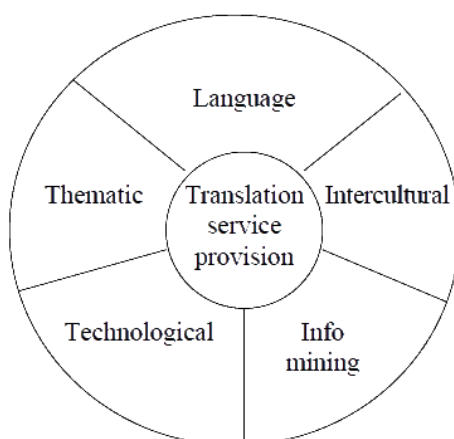 Language
Thematic
Translation
service
provision
Intercultural
Technological
Info
mining